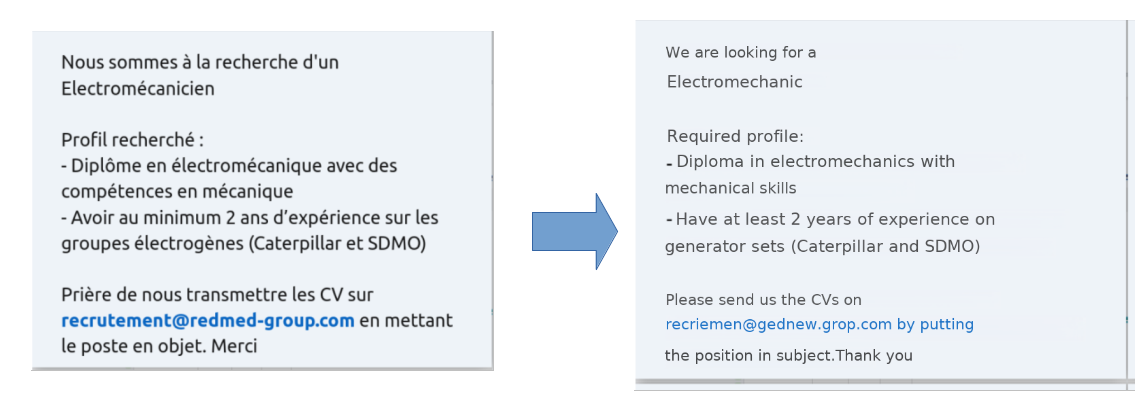 Nous sommes à la recherche d'un
Electromécanicien
Profil recherché :
- Diplôme en électromécanique avec des
compétences en mécanique
- Avoir au minimum 2 ans d'expérience sur les
groupes électrogènes (Caterpillar et SDMO)
Prière de nous transmettre les CV sur
recrutement@redmed-group.com en mettant
le poste en objet. Merci
We are looking for a
Electromechanic
Required profile:
- Diploma in electromechanics with
mechanical skills
- Have at least 2 years of experience on
generator sets (Caterpillar and SDMO)
Please send us the CVs on
recriemen@gednew.grop.com by putting
the position in subject.Thank you